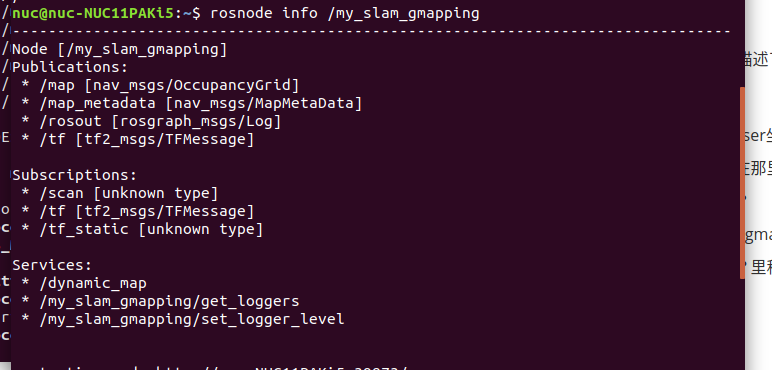 nuc@nuc-NUC11PAKi5:~$ rosnode info /my_slam_gmapping
--------------------------------------------------------------------------------
Node [/my_slam_gmapping]
Publications:
* /map [nav_msgs/OccupancyGrid]
* /map_metadata [nav_msgs/MapMetaData]
* /rosout [rosgraph_msgs/Log]
* /tf [tf2_msgs/TFMessage]
Subscriptions:
* /scan [unknown type]
* /tf [tf2_msgs/TFMessage]
* /tf_static [unknown type]
Services:
* /dynamic_map
* /my_slam_gmapping/get_loggers
* /my_slam_gmapping/set_logger_level
描述
ser
在那里
gma
里